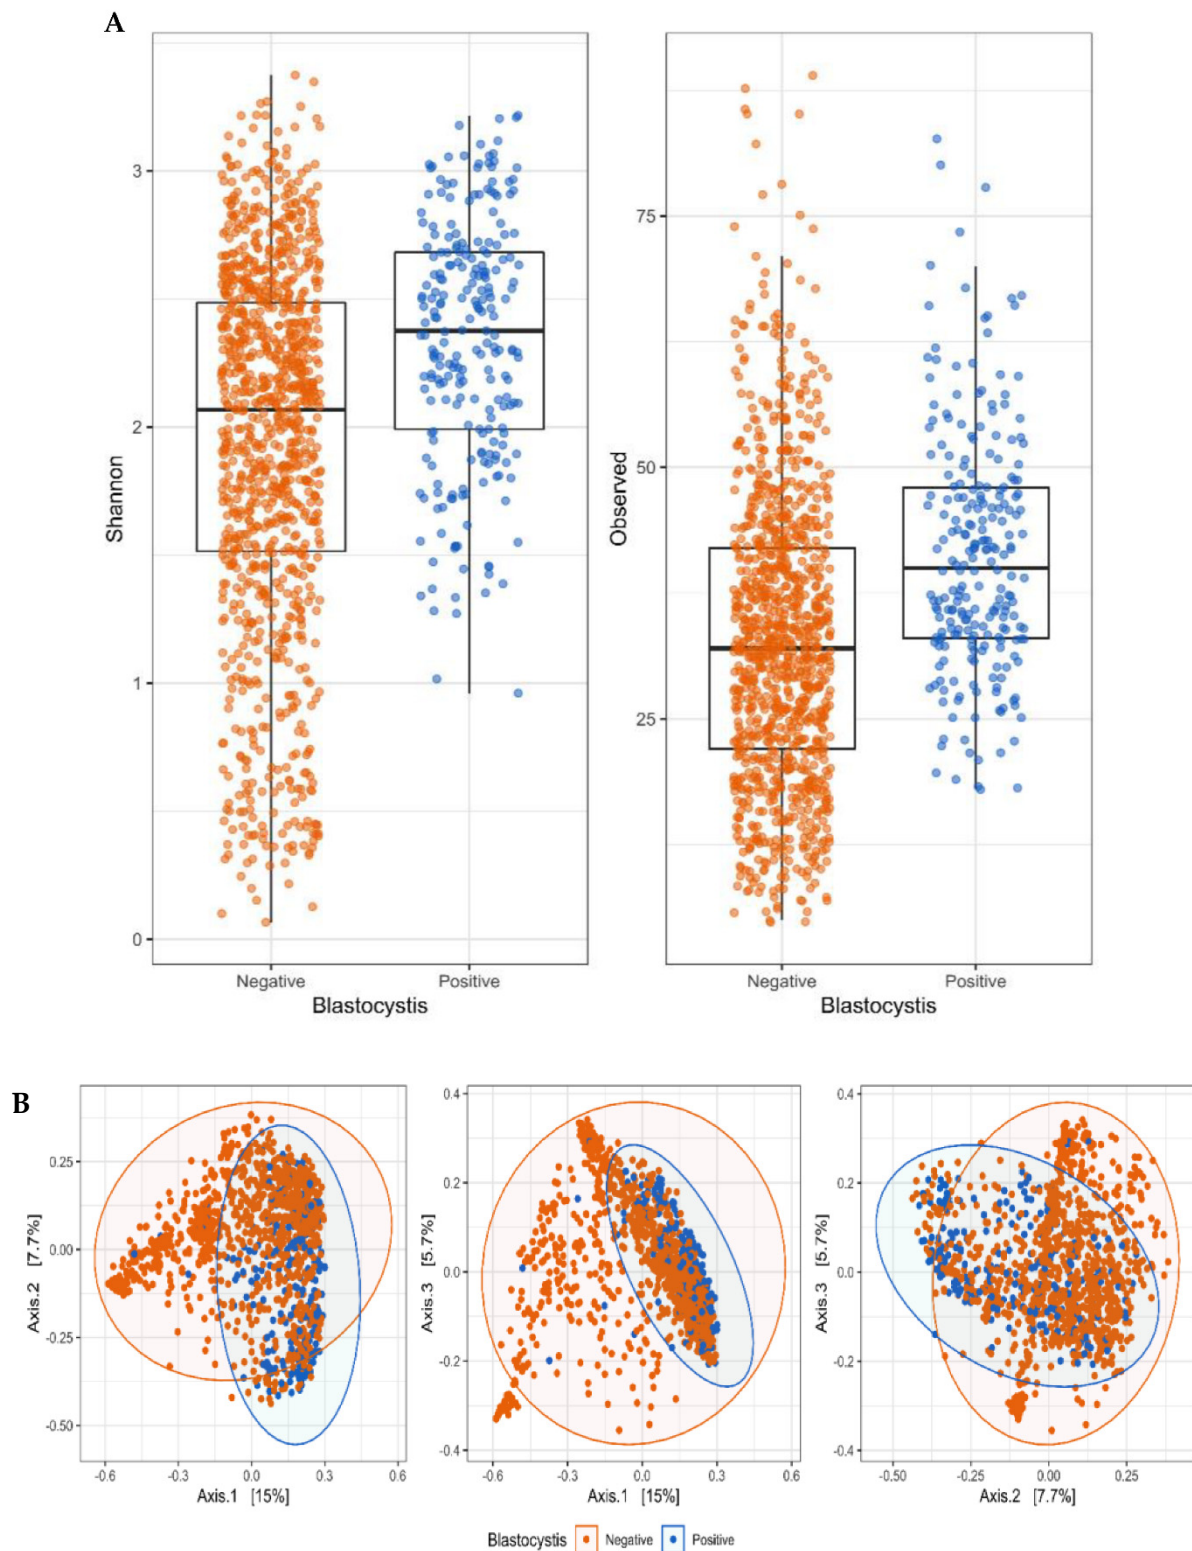 A
Shannon
3
2
1
0
Negative Positive
Blastocystis
Observed
75
50
25
Negative Positive
Blastocystis
B
Axis.2 [7.7%]
0.25
0.00
-0.25
-0.50
-0.6 -0.3 0.0 0.3 0.6
Axis.1 [15%]
Axis.3 [5.7%]
0.4
0.2
0.0
-0.2
-0.4
-0.6 -0.3 0.0 0.3 0.6
Axis.1 [15%]
Axis.3 [5.7%]
0.4
0.2
0.0
-0.2
-0.4
-0.50 -0.25 0.00 0.25
Axis.2 [7.7%]
Blastocystis Negative Positive